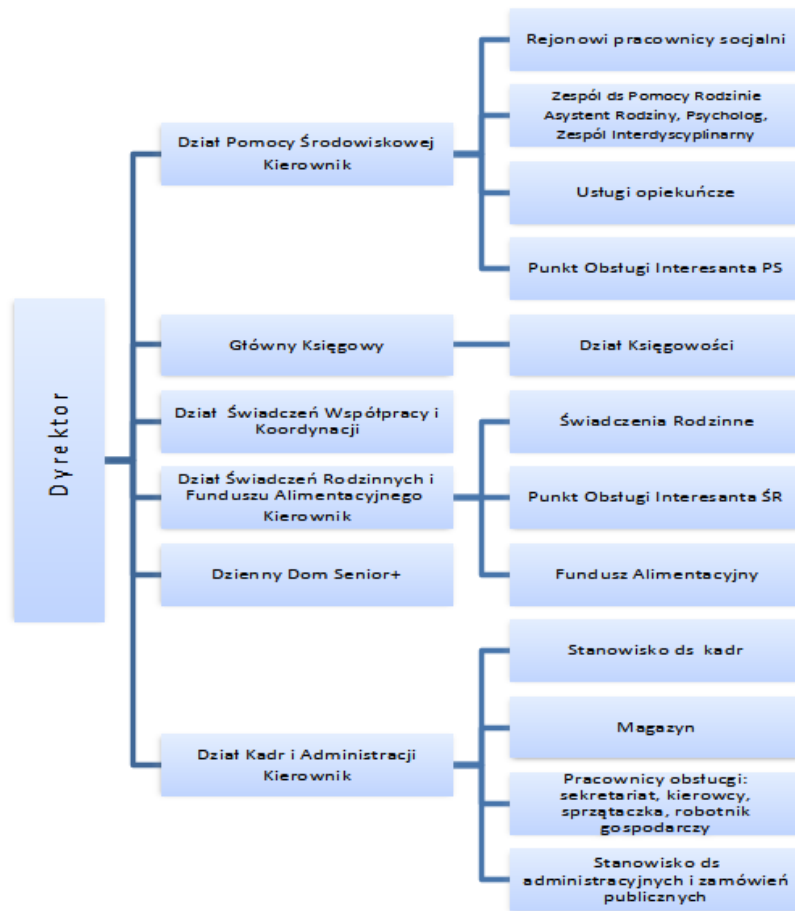 Dyrektor
Dział Pomocy Środowiskowej
Kierownik
Rejonowi pracownicy socjalni
Zespól ds Pomocy Rodzinie
Asystent Rodziny, Psycholog,
Zespól Interdyscyplinarny
Usługi opiekuńcze
Punkt Obsługi Interesanta PS
Główny Księgowy
Dział Księgowości
Dział Świadczeń Współpracy i
Koordynacji
Dział Świadczeń Rodzinnych i
Funduszu Alimentacyjnego
Kierownik
Świadczenia Rodzinne
Punkt Obsługi Interesanta ŚR
Fundusz Alimentacyjny
Dzienny Dom Senior+
Dział Kadr i Administracji
Kierownik
Stanowisko ds kadr
Magazyn
Pracownicy obsłucgi:
sekretariat, kierowcy,
sprzątaczka, robotnik
gospodarczy
Stanowisko ds
administracyjnych i zamówień
publicznych